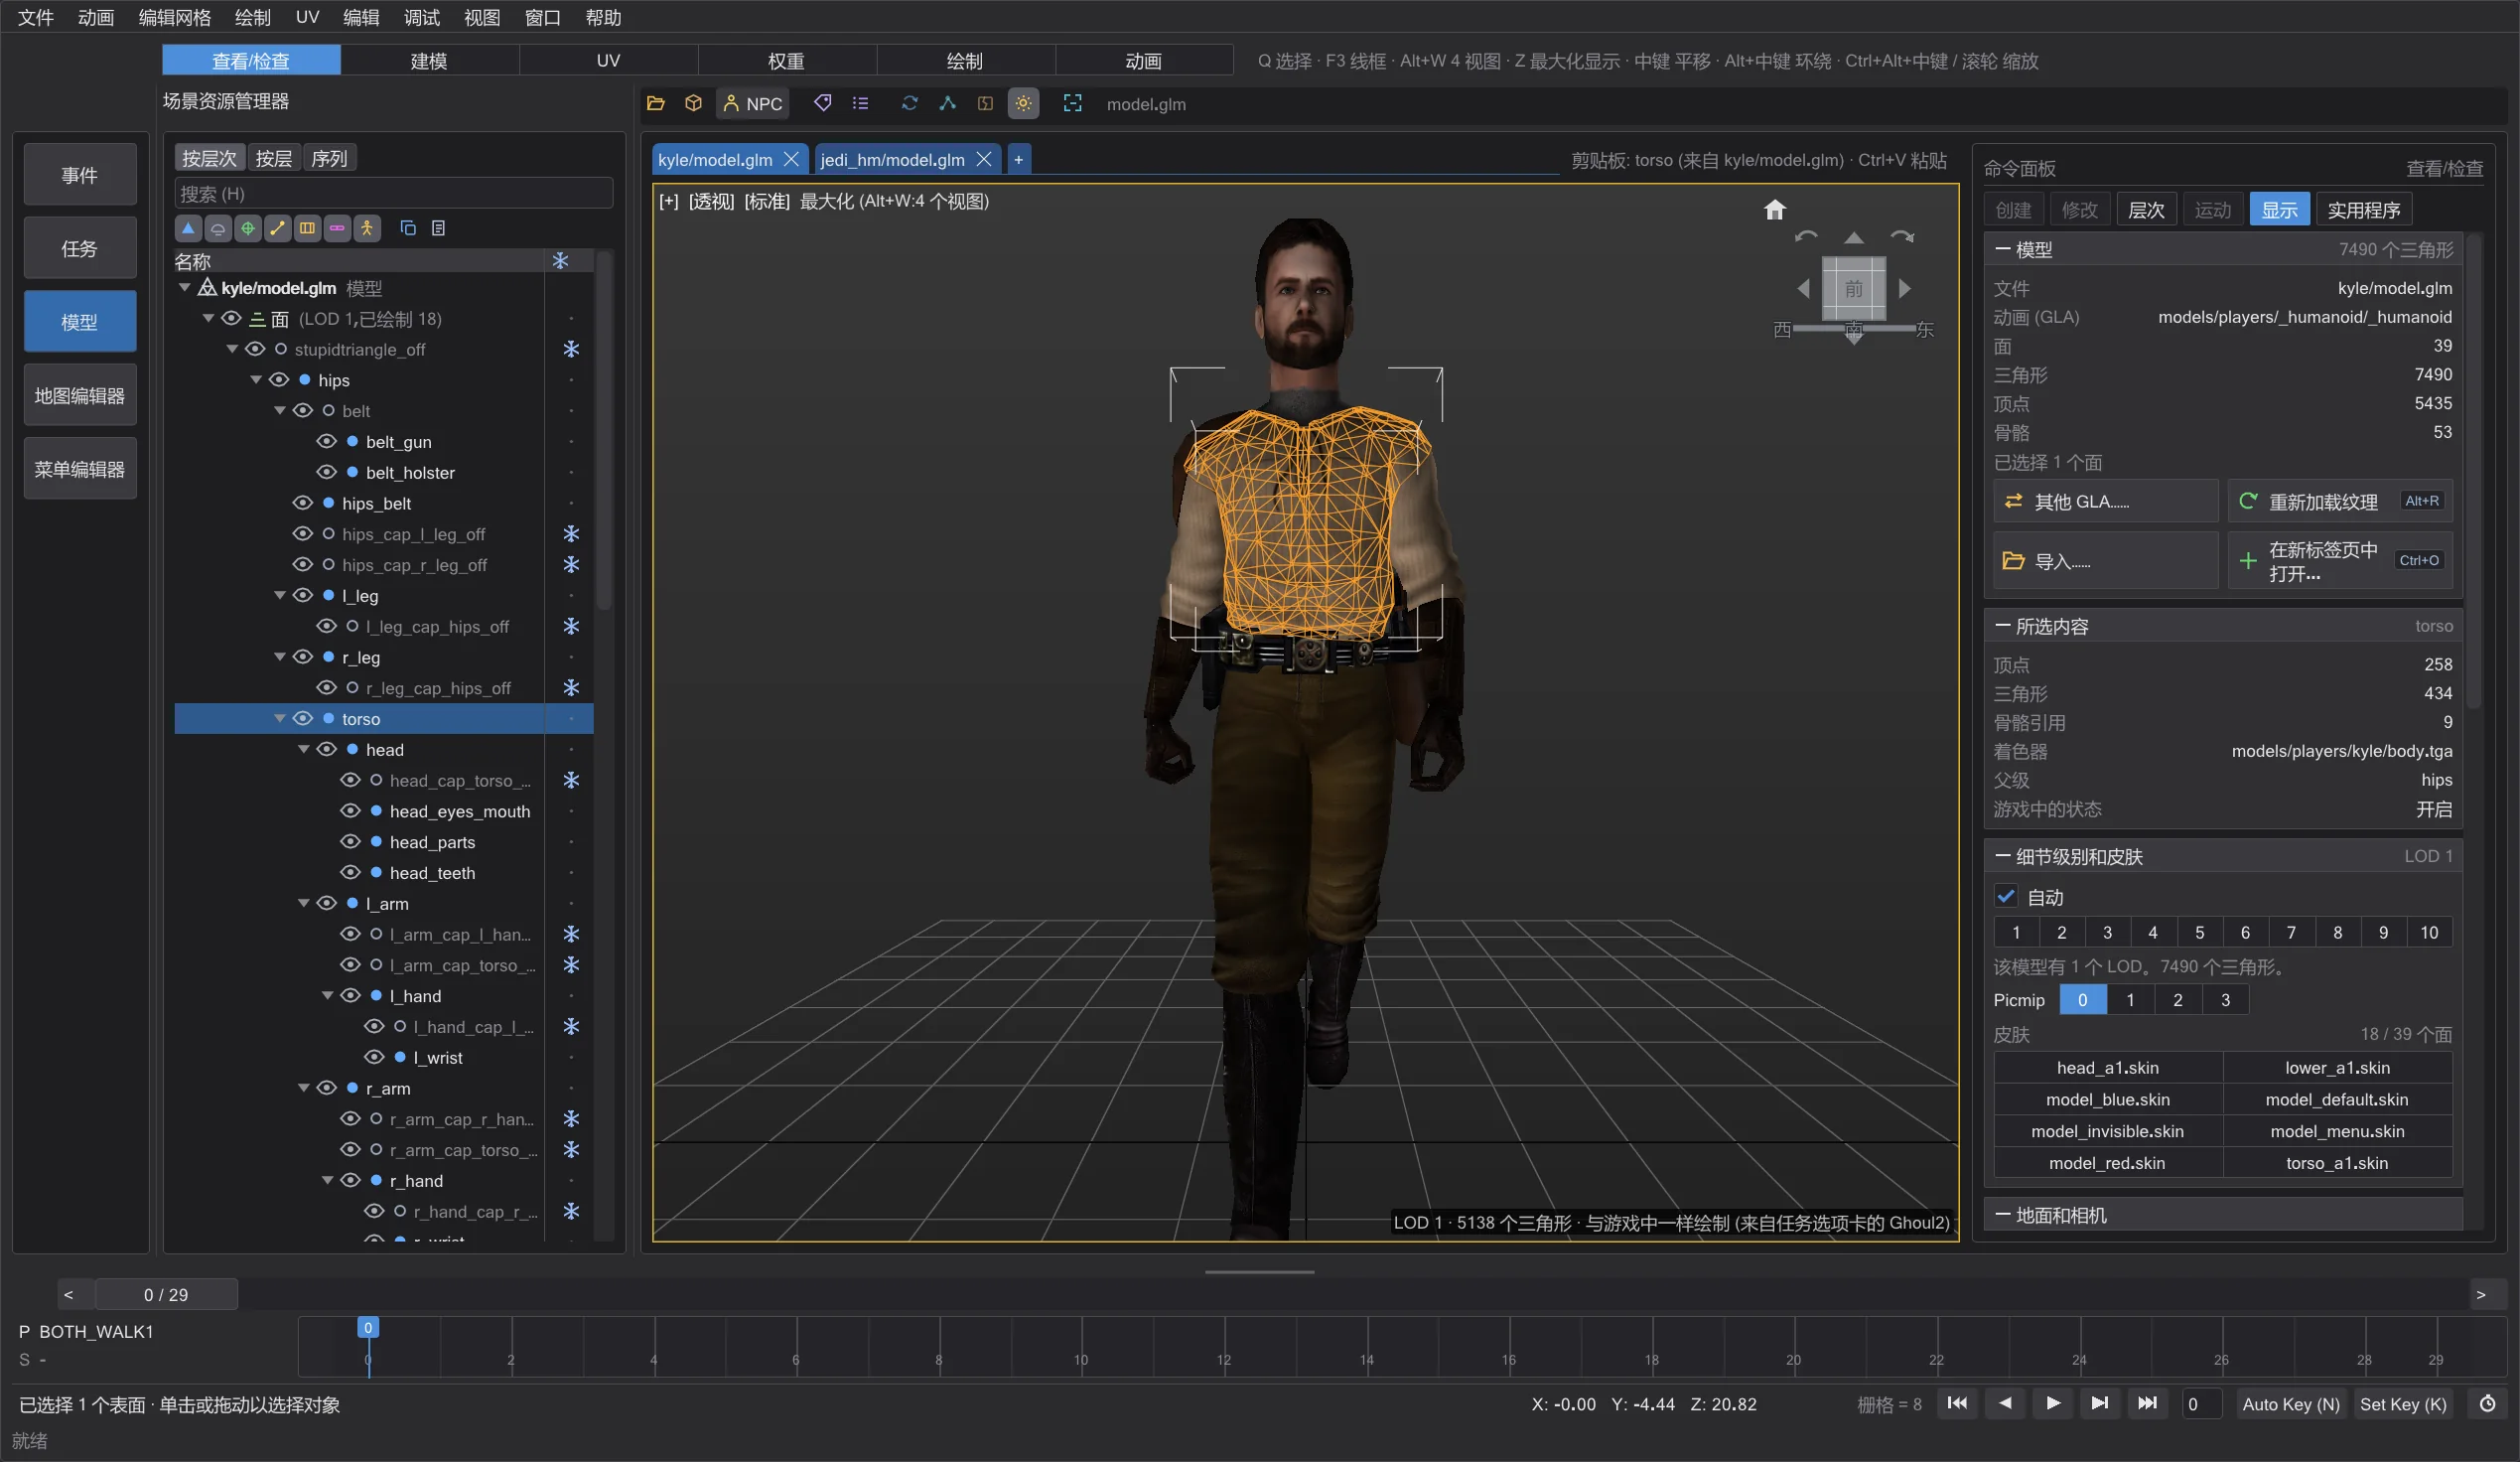 文件 动画 编辑网格 绘制 UV 编辑 调试 视图 窗口 帮助
查看/检查 建模 UV 权重 绘制 动画 Q 选择 · F3 线框 · Alt+W 4 视图 · Z 最大化显示 · 中键 平移 · Alt+中键 环绕 · Ctrl+Alt+中键 / 滚轮 缩放
场景资源管理器
NPC model.glm
事件
任务
模型
地图编辑器
菜单编辑器
按层次 按层 序列
搜索 (H)
名称
kyle/model.glm 模型
面 (LOD 1,已绘制 18)
stupidtriangle_off
hips
belt
belt_gun
belt_holster
hips_belt
hips_cap_l_leg_off
hips_cap_r_leg_off
l_leg
l_leg_cap_hips_off
r_leg
r_leg_cap_hips_off
torso
head
head_cap_torso_...
head_eyes_mouth
head_parts
head_teeth
l_arm
l_arm_cap_l_han...
l_arm_cap_torso_...
l_hand
l_hand_cap_l_...
l_wrist
r_arm
r_arm_cap_r_han...
r_arm_cap_torso_...
r_hand
r_hand_cap_r_...
r_wrist
kyle/model.glm jedi_hm/model.glm + 剪贴板: torso (来自 kyle/model.glm) · Ctrl+V 粘贴
[+] [透视] [标准] 最大化 (Alt+W:4 个视图)
前
西 南 东
LOD 1 · 5138 个三角形 · 与游戏中一样绘制 (来自任务选项卡的 Ghoul2)
命令面板 查看/检查
创建 修改 层次 运动 显示 实用程序
模型 7490 个三角形
文件 kyle/model.glm
动画 (GLA) models/players/_humanoid/_humanoid
面 39
三角形 7490
顶点 5435
骨骼 53
已选择 1 个面
其他 GLA...... 重新加载纹理 Alt+R
导入...... 在新标签页中打开... Ctrl+O
所选内容 torso
顶点 258
三角形 434
骨骼引用 9
着色器 models/players/kyle/body.tga
父级 hips
游戏中的状态 开启
细节级别和皮肤 LOD 1
自动
1 2 3 4 5 6 7 8 9 10
该模型有 1 个 LOD。7490 个三角形。
Picmip 0 1 2 3
皮肤 18 / 39 个面
head_a1.skin lower_a1.skin
model_blue.skin model_default.skin
model_invisible.skin model_menu.skin
model_red.skin torso_a1.skin
地面和相机
< 0 / 29 >
P BOTH_WALK1
S -
0
0 2 4 6 8 10 12 14 16 18 20 22 24 26 28 29
已选择 1 个表面 · 单击或拖动以选择对象 X: -0.00 Y: -4.44 Z: 20.82 栅格 = 8 0 Auto Key (N) Set Key (K)
就绪